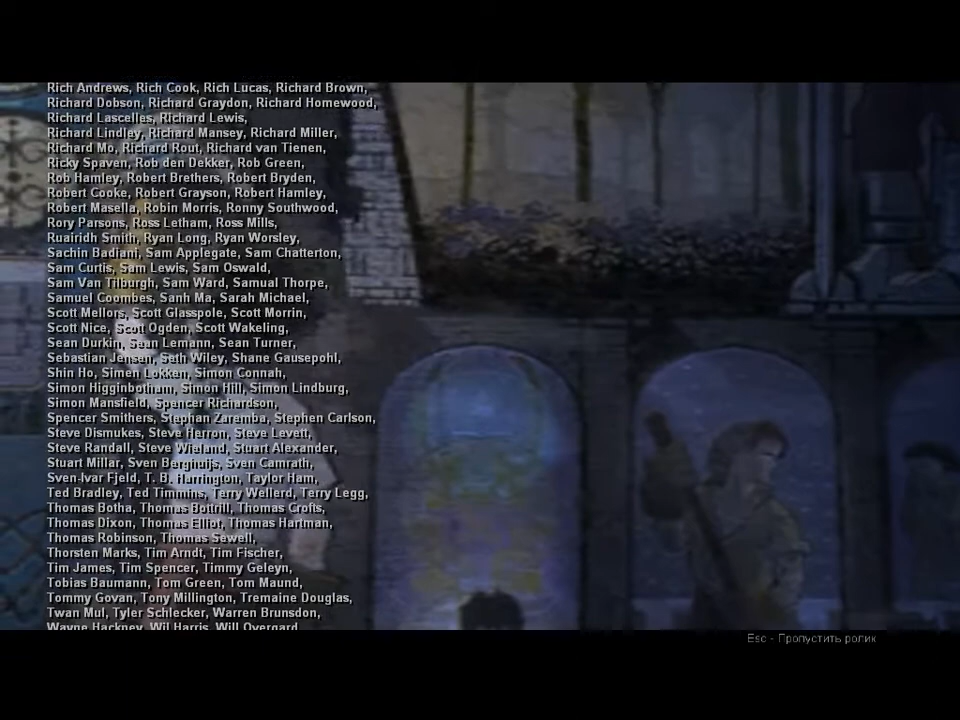 Rich Andrews, Rich Cook, Rich Lucas, Richard Brown,
Richard Dobson, Richard Graydon, Richard Homewood,
Richard Lascelles, Richard Lewis,
Richard Lindley, Richard Mansey, Richard Miller,
Richard Mo, Richard Rout, Richard van Tienen,
Ricky Spaven, Rob den Dekker, Rob Green,
Rob Hamley, Robert Brethers, Robert Bryden,
Robert Cooke, Robert Grayson, Robert Hamley,
Robert Masella, Robin Morris, Ronny Southwood,
Rory Parsons, Ross Letham, Ross Mills,
Ruairidh Smith, Ryan Long, Ryan Worsley,
Sachin Badiani, Sam Applegate, Sam Chatterton,
Sam Curtis, Sam Lewis, Sam Oswald,
Sam Van Tilburgh, Sam Ward, Samual Thorpe,
Samuel Coombes, Sanh Ma, Sarah Michael,
Scott Mellors, Scott Glasspole, Scott Morrin,
Scott Nice, Scott Ogden, Scott Wakeling,
Sean Durkin, Sean Lemann, Sean Turner,
Sebastian Jensen, Seth Wiley, Shane Gausepohl,
Shin Ho, Simen Lokken, Simon Connah,
Simon Higginbotham, Simon Hill, Simon Lindburg,
Simon Mansfield, Spencer Richardson,
Spencer Smithers, Stephan Zaremba, Stephen Carlson,
Steve Dismukes, Steve Herron, Steve Levett,
Steve Randall, Steve Wieland, Stuart Alexander,
Stuart Millar, Sven Berghuijs, Sven Camrath,
Sven-Ivar Fjeld, T. B. Harrington, Taylor Ham,
Ted Bradley, Ted Timmins, Terry Wellerd, Terry Legg,
Thomas Botha, Thomas Bottrill, Thomas Crofts,
Thomas Dixon, Thomas Elliot, Thomas Hartman,
Thomas Robinson, Thomas Sewell,
Thorsten Marks, Tim Arndt, Tim Fischer,
Tim James, Tim Spencer, Timmy Geleyn,
Tobias Baumann, Tom Green, Tom Maund,
Tommy Govan, Tony Millington, Tremaine Douglas,
Twan Mul, Tyler Schlecker, Warren Brunsdon,
Wayne Hackney, Wil Harris, Will Overgard,
Esc - Пропустить ролик